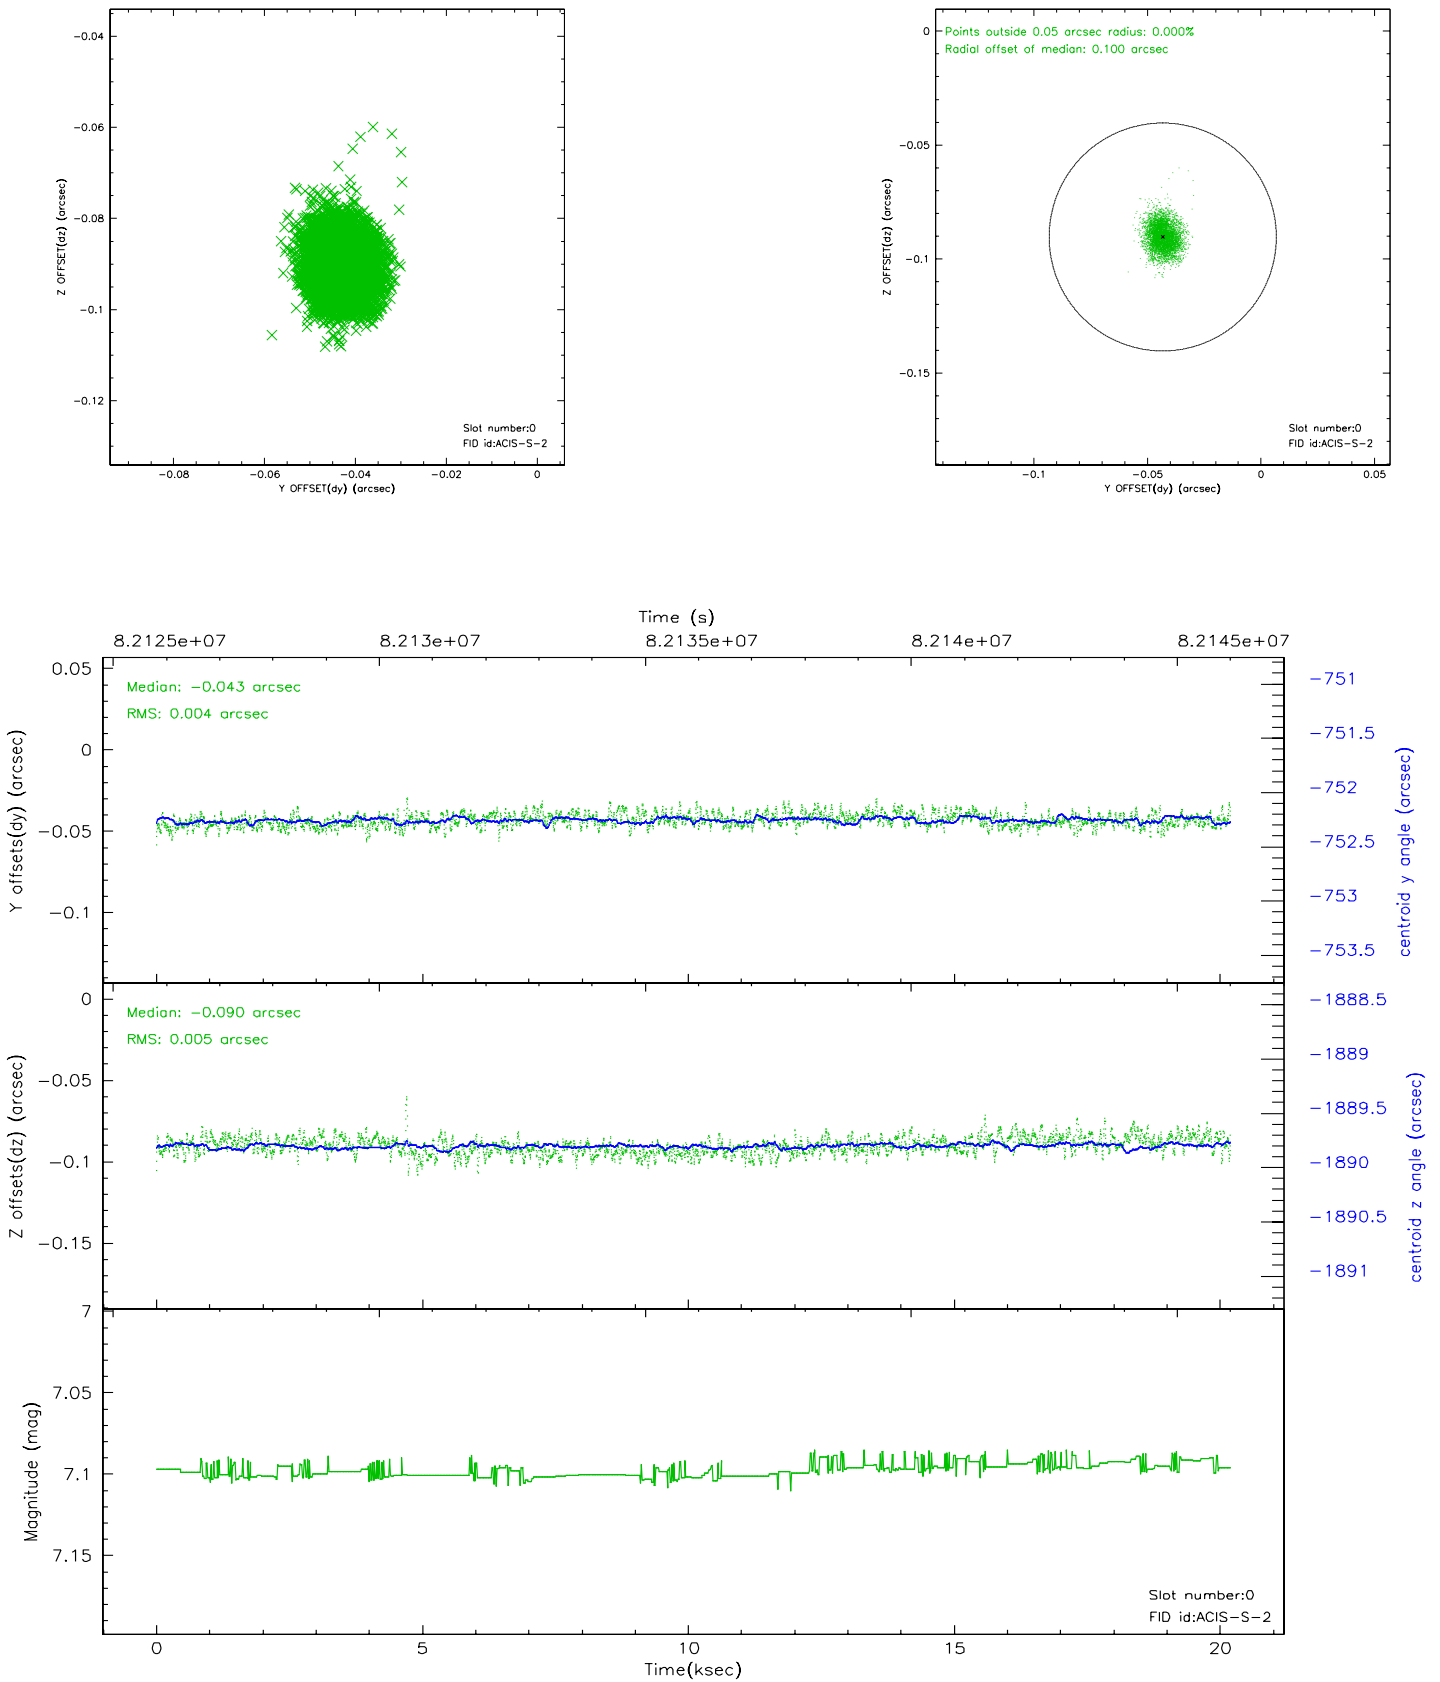 −0.04
−0.06
−0.08
−0.1
−0.12
Z OFFSET(dz) (arcsec)
Slot number:0
FID id:ACIS−S−2
−0.08
−0.06
−0.04
−0.02
0
Y OFFSET(dy) (arcsec)
Points outside 0.05 arcsec radius: 0.000%
Radial offset of median: 0.100 arcsec
0
−0.05
−0.1
−0.15
Z OFFSET(dz) (arcsec)
Slot number:0
FID id:ACIS−S−2
−0.1
−0.05
0
0.05
Y OFFSET(dy) (arcsec)
Time (s)
8.2125e+07
8.213e+07
8.2135e+07
8.214e+07
8.2145e+07
Median: −0.043 arcsec
RMS: 0.004 arcsec
0.05
0
−0.05
−0.1
Y offsets(dy) (arcsec)
−751
−751.5
−752
−752.5
−753
−753.5
centroid y angle (arcsec)
Median: −0.090 arcsec
RMS: 0.005 arcsec
0
−0.05
−0.1
−0.15
Z offsets(dz) (arcsec)
−1888.5
−1889
−1889.5
−1890
−1890.5
−1891
centroid z angle (arcsec)
7
7.05
7.1
7.15
Magnitude (mag)
Slot number:0
FID id:ACIS−S−2
0
5
10
15
20
Time(ksec)